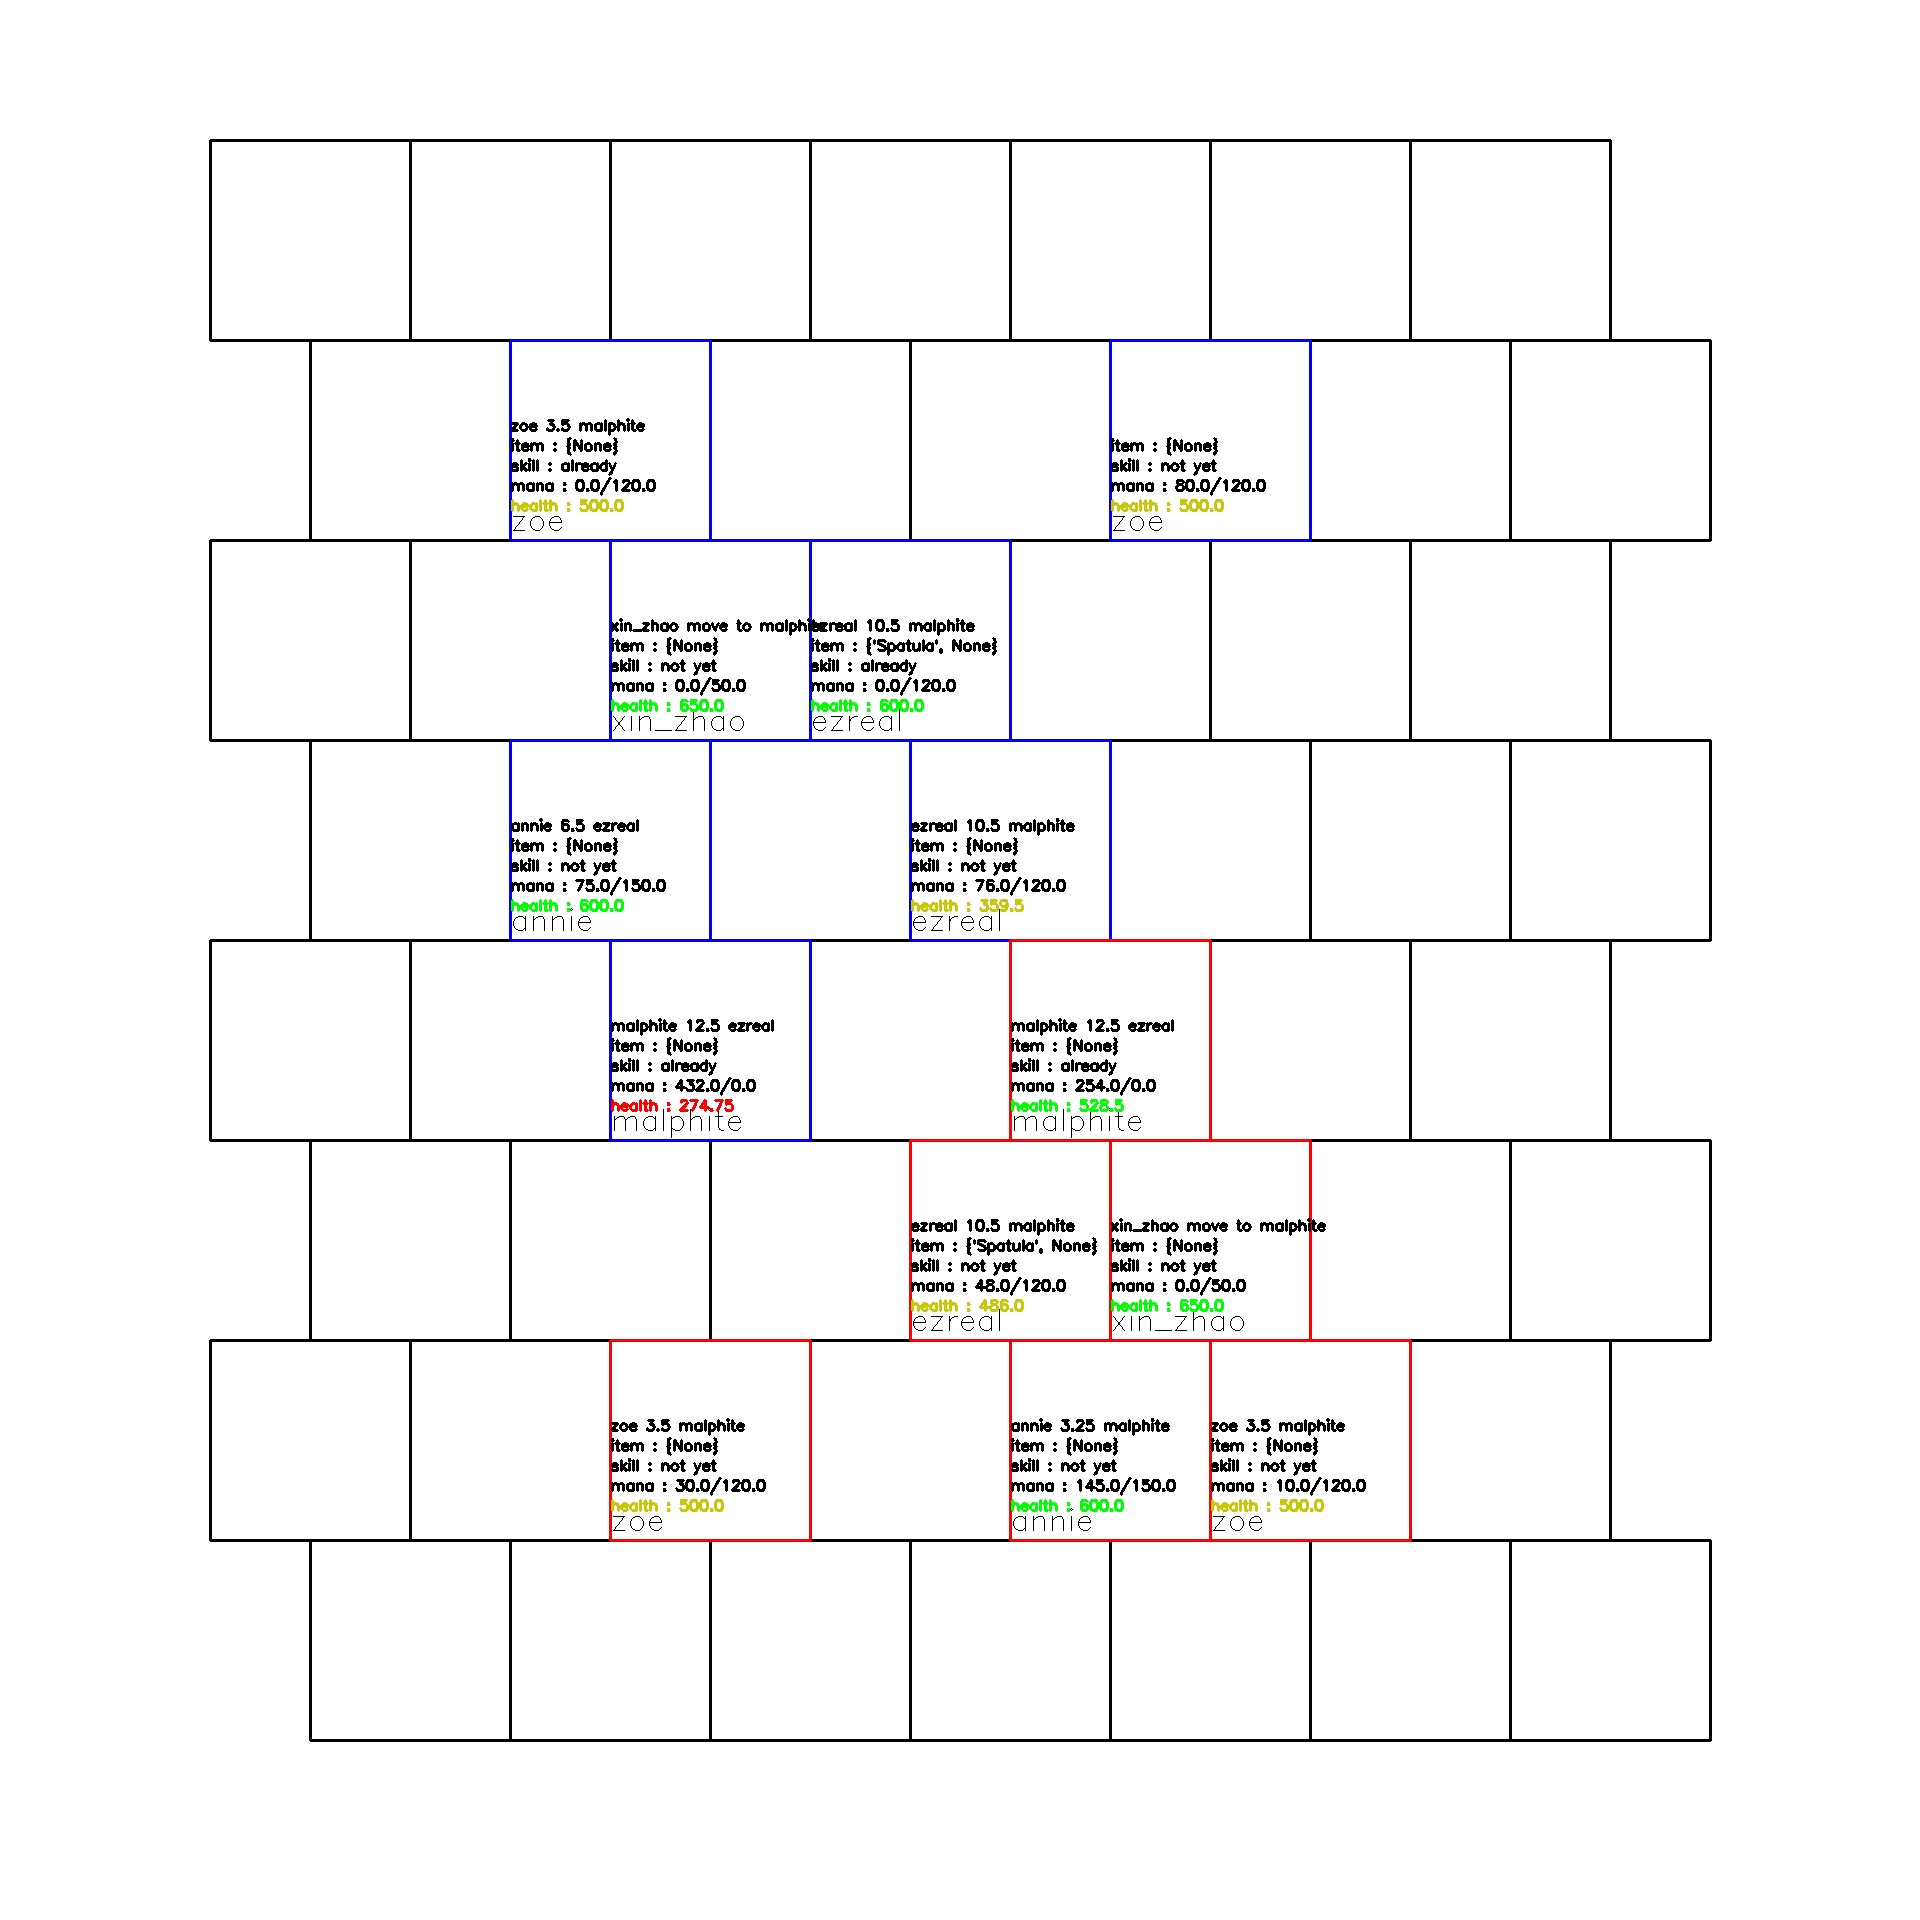 zoe 3.5 malphite
item : {None}
skill : already
mana : 0.0/120.0
health : 500.0
zoe
item : {None}
skill : not yet
mana : 80.0/120.0
health : 500.0
zoe
xin_zhao move to malphite
item : {None}
skill : not yet
mana : 0.0/50.0
health : 650.0
xin_zhao
ezreal 10.5 malphite
item : {'Spatula', None}
skill : already
mana : 0.0/120.0
health : 600.0
ezreal
annie 6.5 ezreal
item : {None}
skill : not yet
mana : 75.0/150.0
health : 600.0
annie
ezreal 10.5 malphite
item : {None}
skill : not yet
mana : 76.0/120.0
health : 359.5
ezreal
malphite 12.5 ezreal
item : {None}
skill : already
mana : 432.0/0.0
health : 274.75
malphite
malphite 12.5 ezreal
item : {None}
skill : already
mana : 254.0/0.0
health : 528.5
malphite
ezreal 10.5 malphite
item : {'Spatula', None}
skill : not yet
mana : 48.0/120.0
health : 486.0
ezreal
xin_zhao move to malphite
item : {None}
skill : not yet
mana : 0.0/50.0
health : 650.0
xin_zhao
zoe 3.5 malphite
item : {None}
skill : not yet
mana : 30.0/120.0
health : 500.0
zoe
annie 3.25 malphite
item : {None}
skill : not yet
mana : 145.0/150.0
health : 600.0
annie
zoe 3.5 malphite
item : {None}
skill : not yet
mana : 10.0/120.0
health : 500.0
zoe